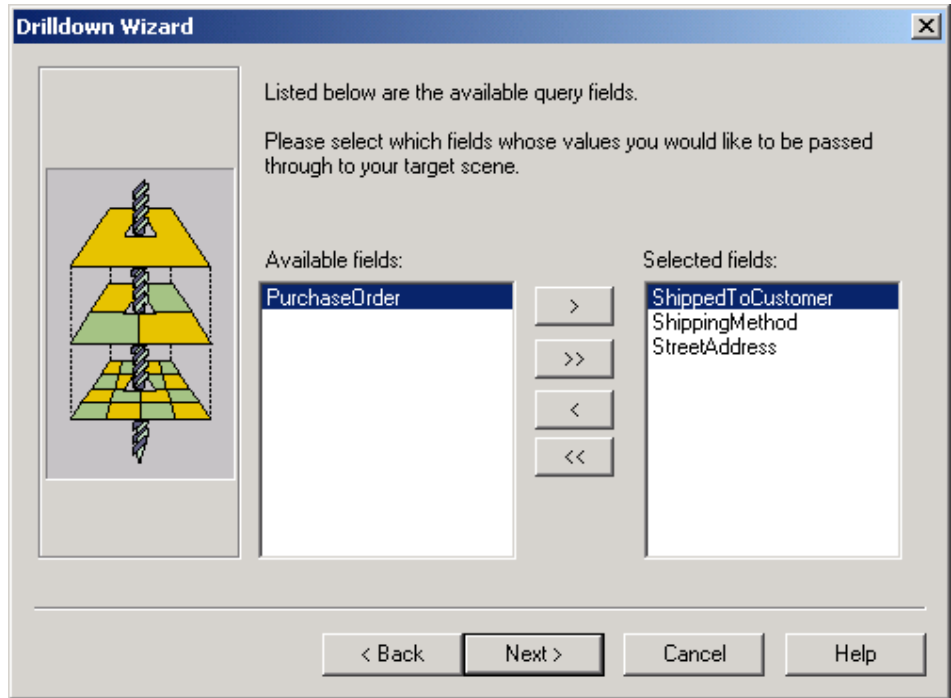 Drilldown Wizard
Listed below are the available query fields.
Please select which fields whose values you would like to be passed
through to your target scene.
Available fields:
Selected fields:
PurchaseOrder
>
>>
<
<<
ShippedToCustomer
ShippingMethod
StreetAddress
< Back
Next >
Cancel
Help